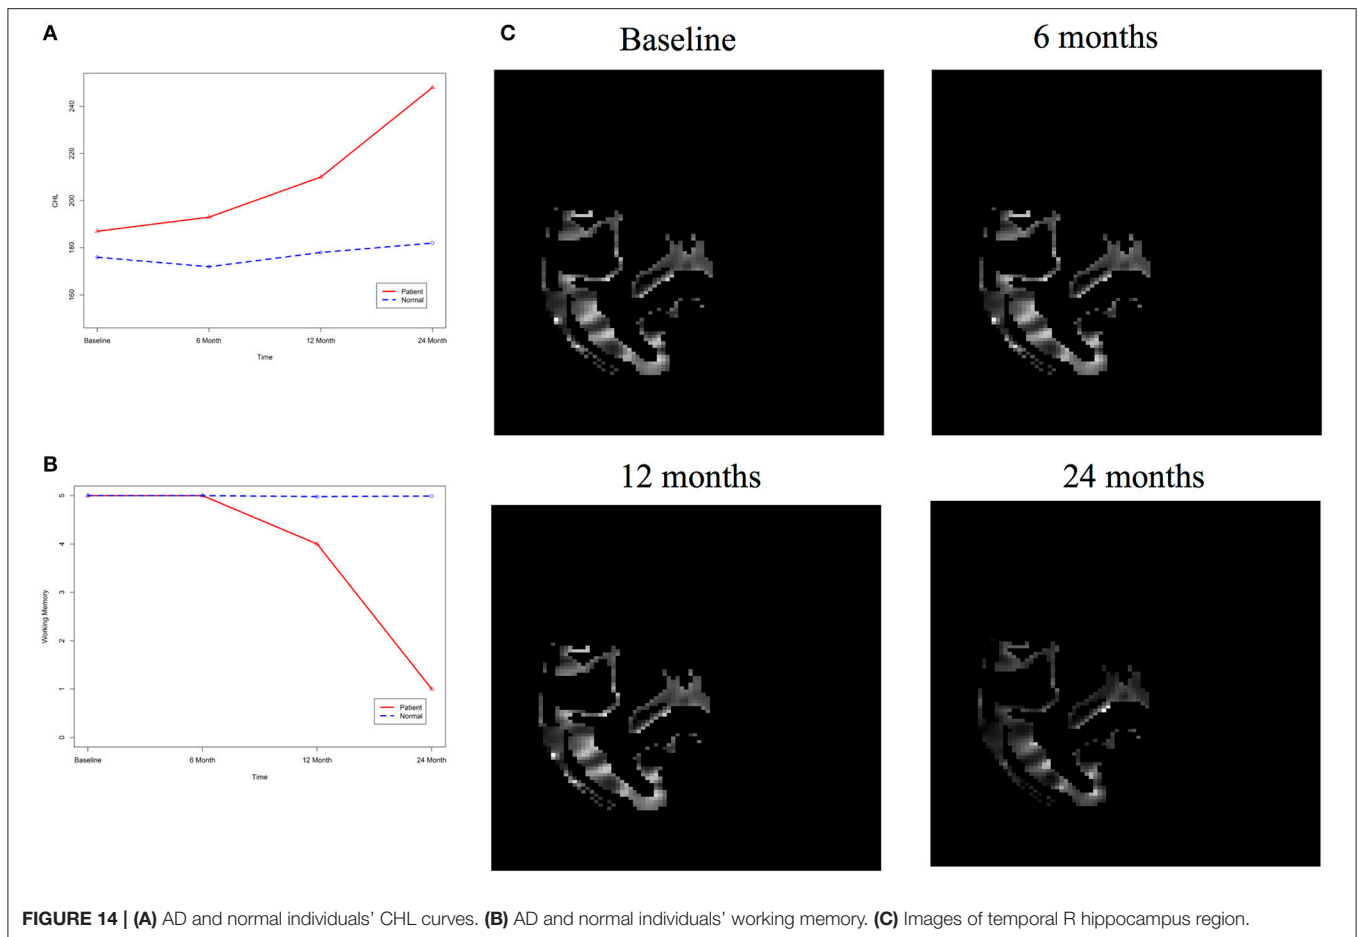 A
CHL
240
220
200
180
160
Patient
Normal
Baseline
6 Month
12 Month
24 Month
Time
B
Working Memory
5
4
3
2
1
0
Patient
Normal
Baseline
6 Month
12 Month
24 Month
Time
C
Baseline
6 months
12 months
24 months
FIGURE 14 | (A) AD and normal individuals’ CHL curves. (B) AD and normal individuals’ working memory. (C) Images of temporal R hippocampus region.